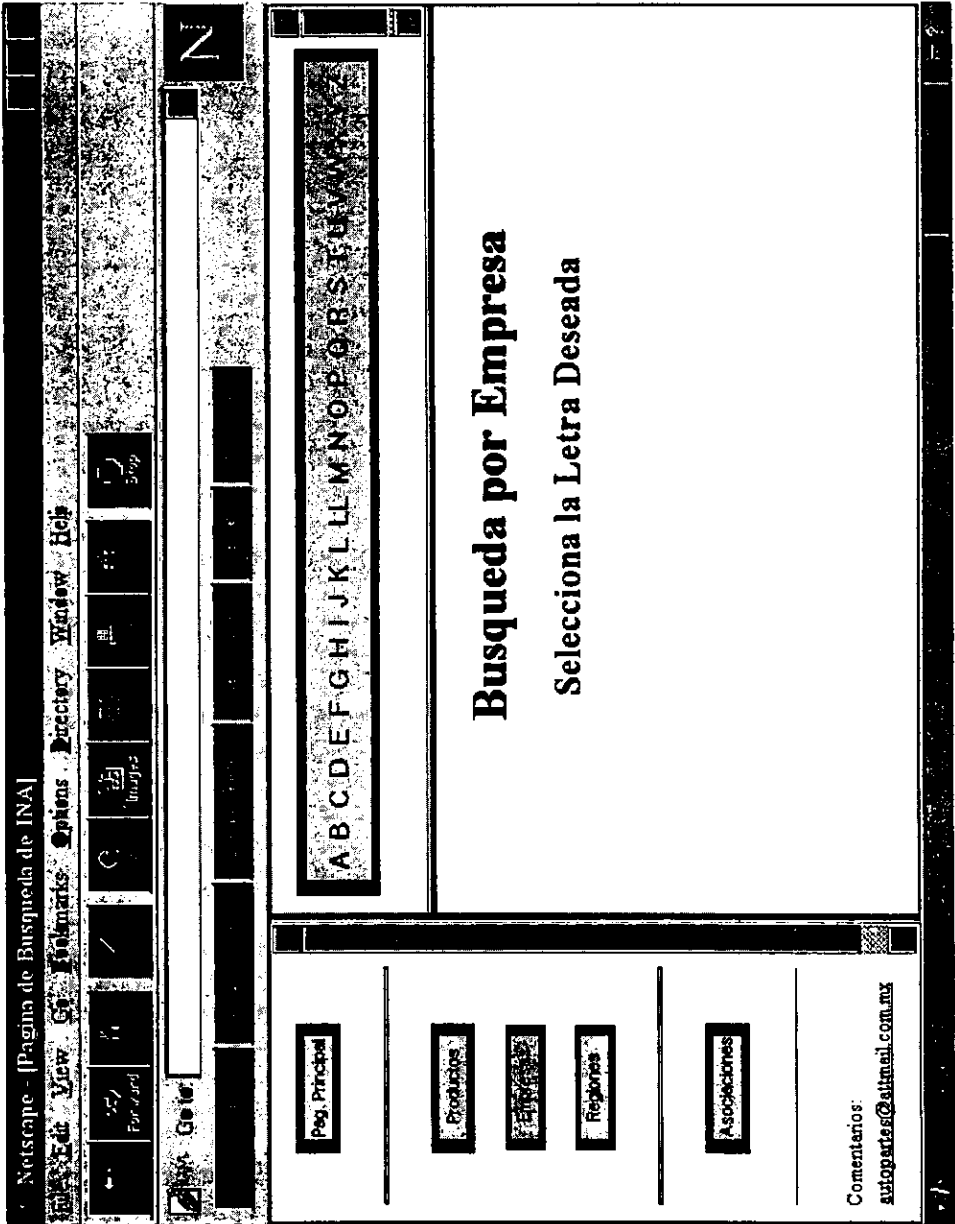 Netscape - [Pagina de Busqueda de INA]
File Edit View Go Bookmarks Options Directory Window Help
Forward Images Stop
Go to:
N
A B C D E F G H I J K L LL M N O P Q R S T U V W
Pag. Principal
Productos
Empresas
Regiones
Asociaciones
Comentarios:
autopartes@attmail.com.mx
Busqueda por Empresa
Selecciona la Letra Deseada